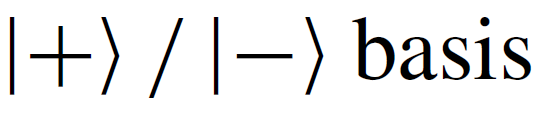 |+⟩ / |−⟩ basis